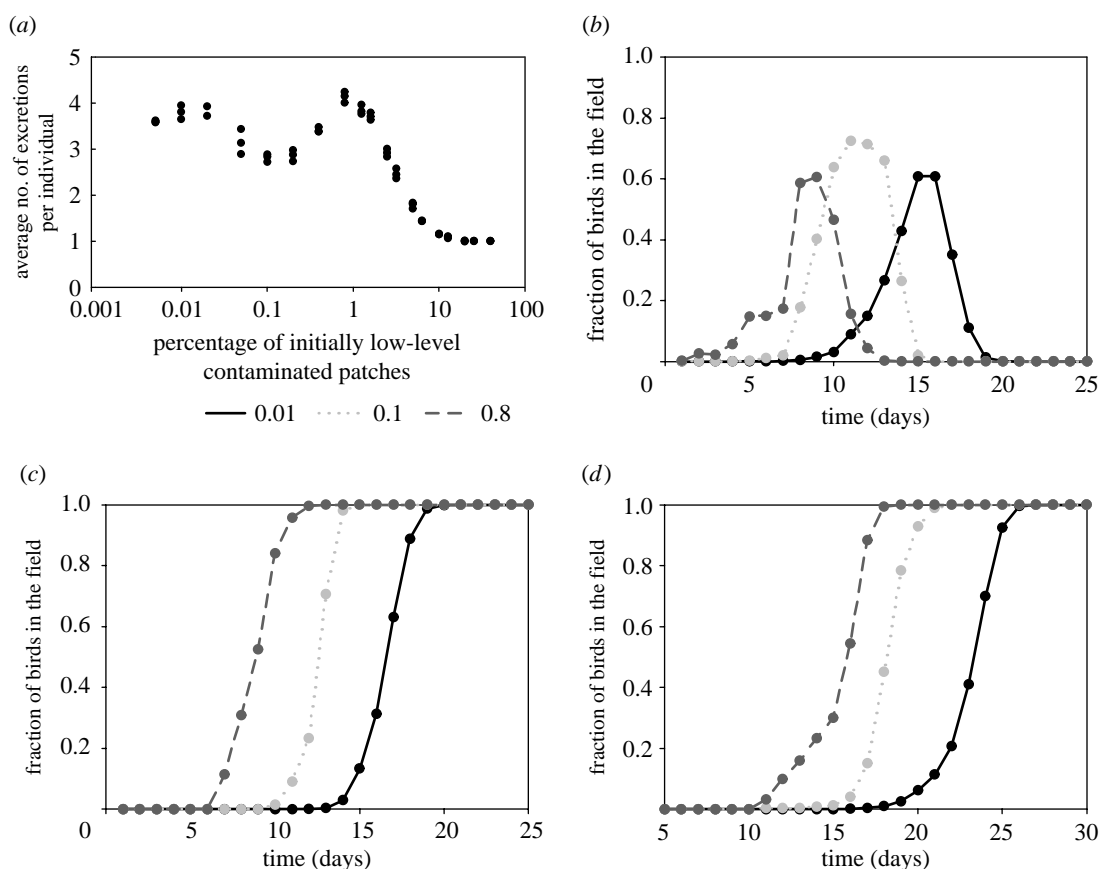 (a)
average no. of excretions
per individual
5
4
3
2
1
0
0.001 0.01 0.1 1 10 100
percentage of initially low-level
contaminated patches
0.01 0.1 0.8
(b)
fraction of birds in the field
1.0
0.8
0.6
0.4
0.2
0 5 10 15 20 25
time (days)
(c)
fraction of birds in the field
1.0
0.8
0.6
0.4
0.2
0 5 10 15 20 25
time (days)
(d)
fraction of birds in the field
1.0
0.8
0.6
0.4
0.2
5 10 15 20 25 30
time (days)